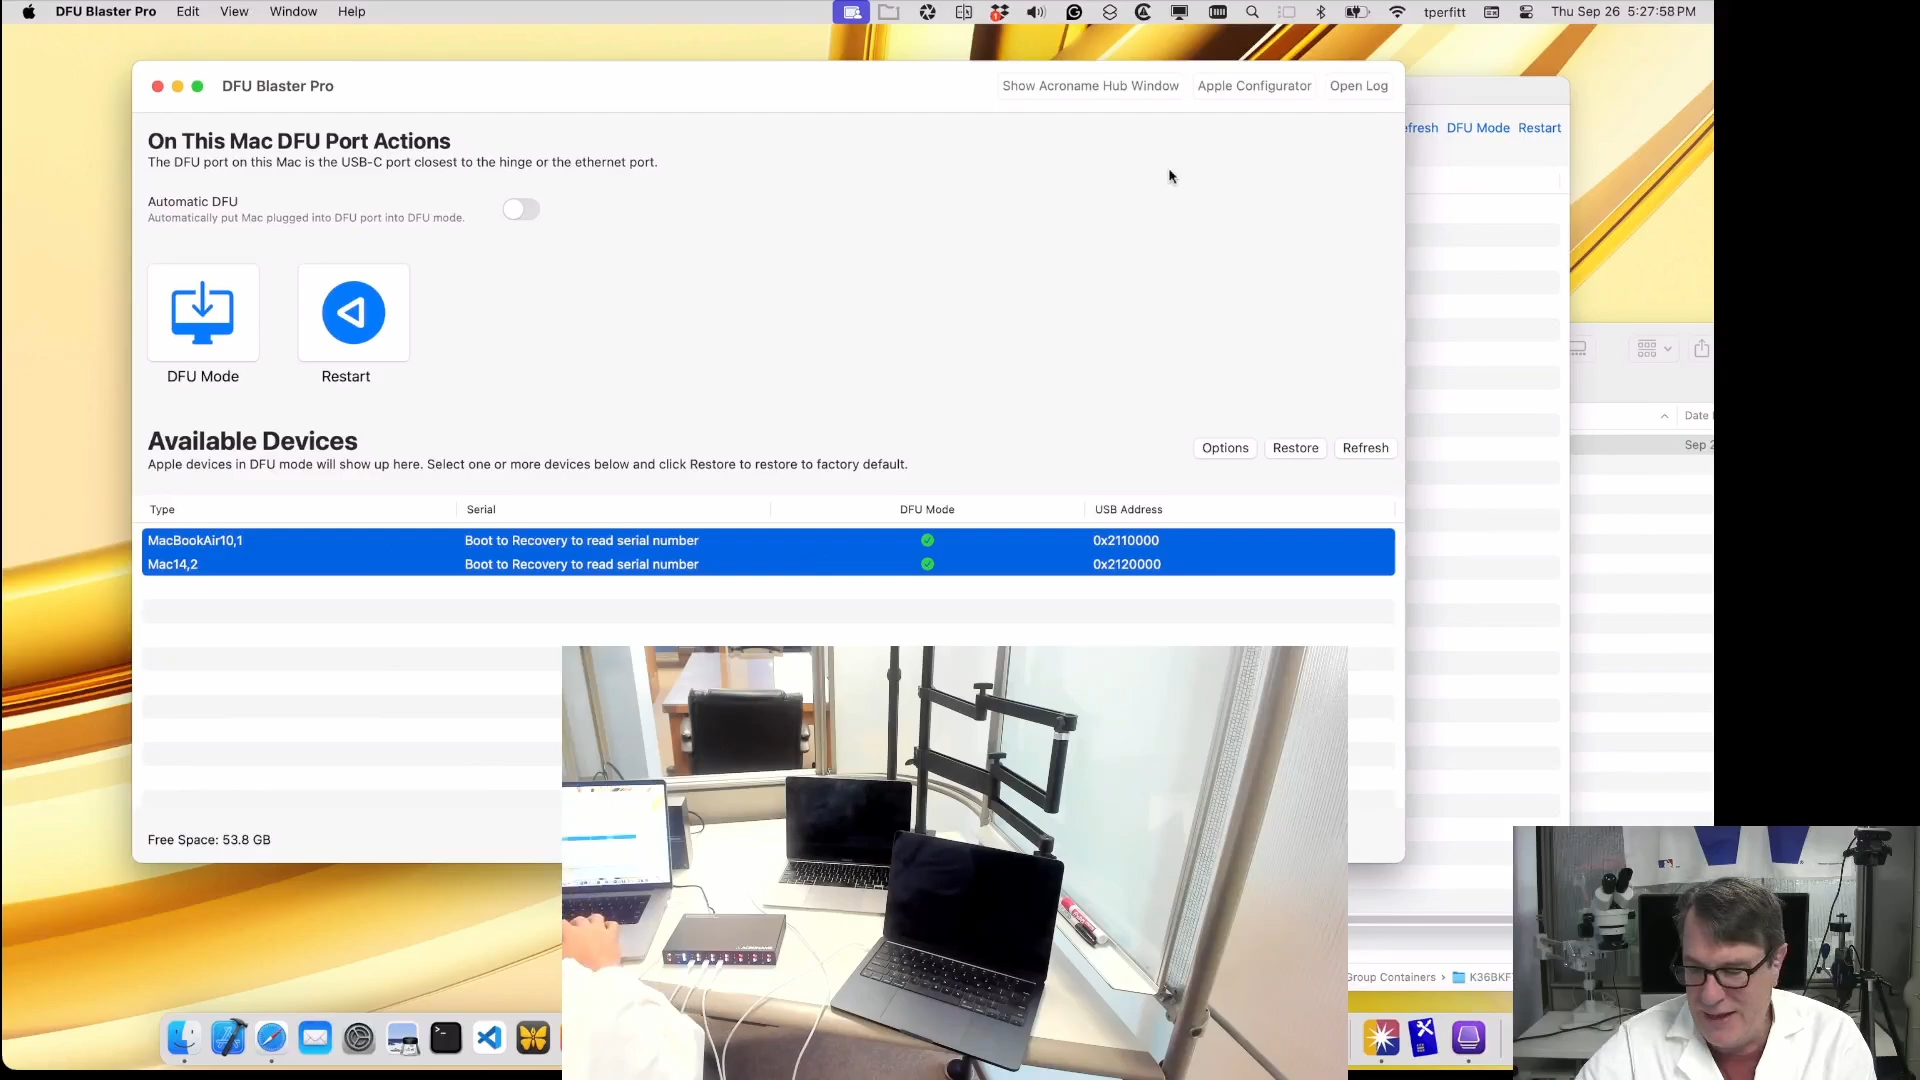 DFU Blaster Pro Edit View Window Help tperfitt Thu Sep 26 5:27:58 PM
DFU Blaster Pro Show Acroname Hub Window Apple Configurator Open Log
efresh DFU Mode Restart
On This Mac DFU Port Actions
The DFU port on this Mac is the USB-C port closest to the hinge or the ethernet port.
Automatic DFU
Automatically put Mac plugged into DFU port into DFU mode.
DFU Mode Restart
Date
Sep 2
Available Devices Options Restore Refresh
Apple devices in DFU mode will show up here. Select one or more devices below and click Restore to restore to factory default.
Type Serial DFU Mode USB Address
MacBookAir10,1 Boot to Recovery to read serial number 0x2110000
Mac14,2 Boot to Recovery to read serial number 0x2120000
Free Space: 53.8 GB
ACRONAME
Group Containers › K36BKF